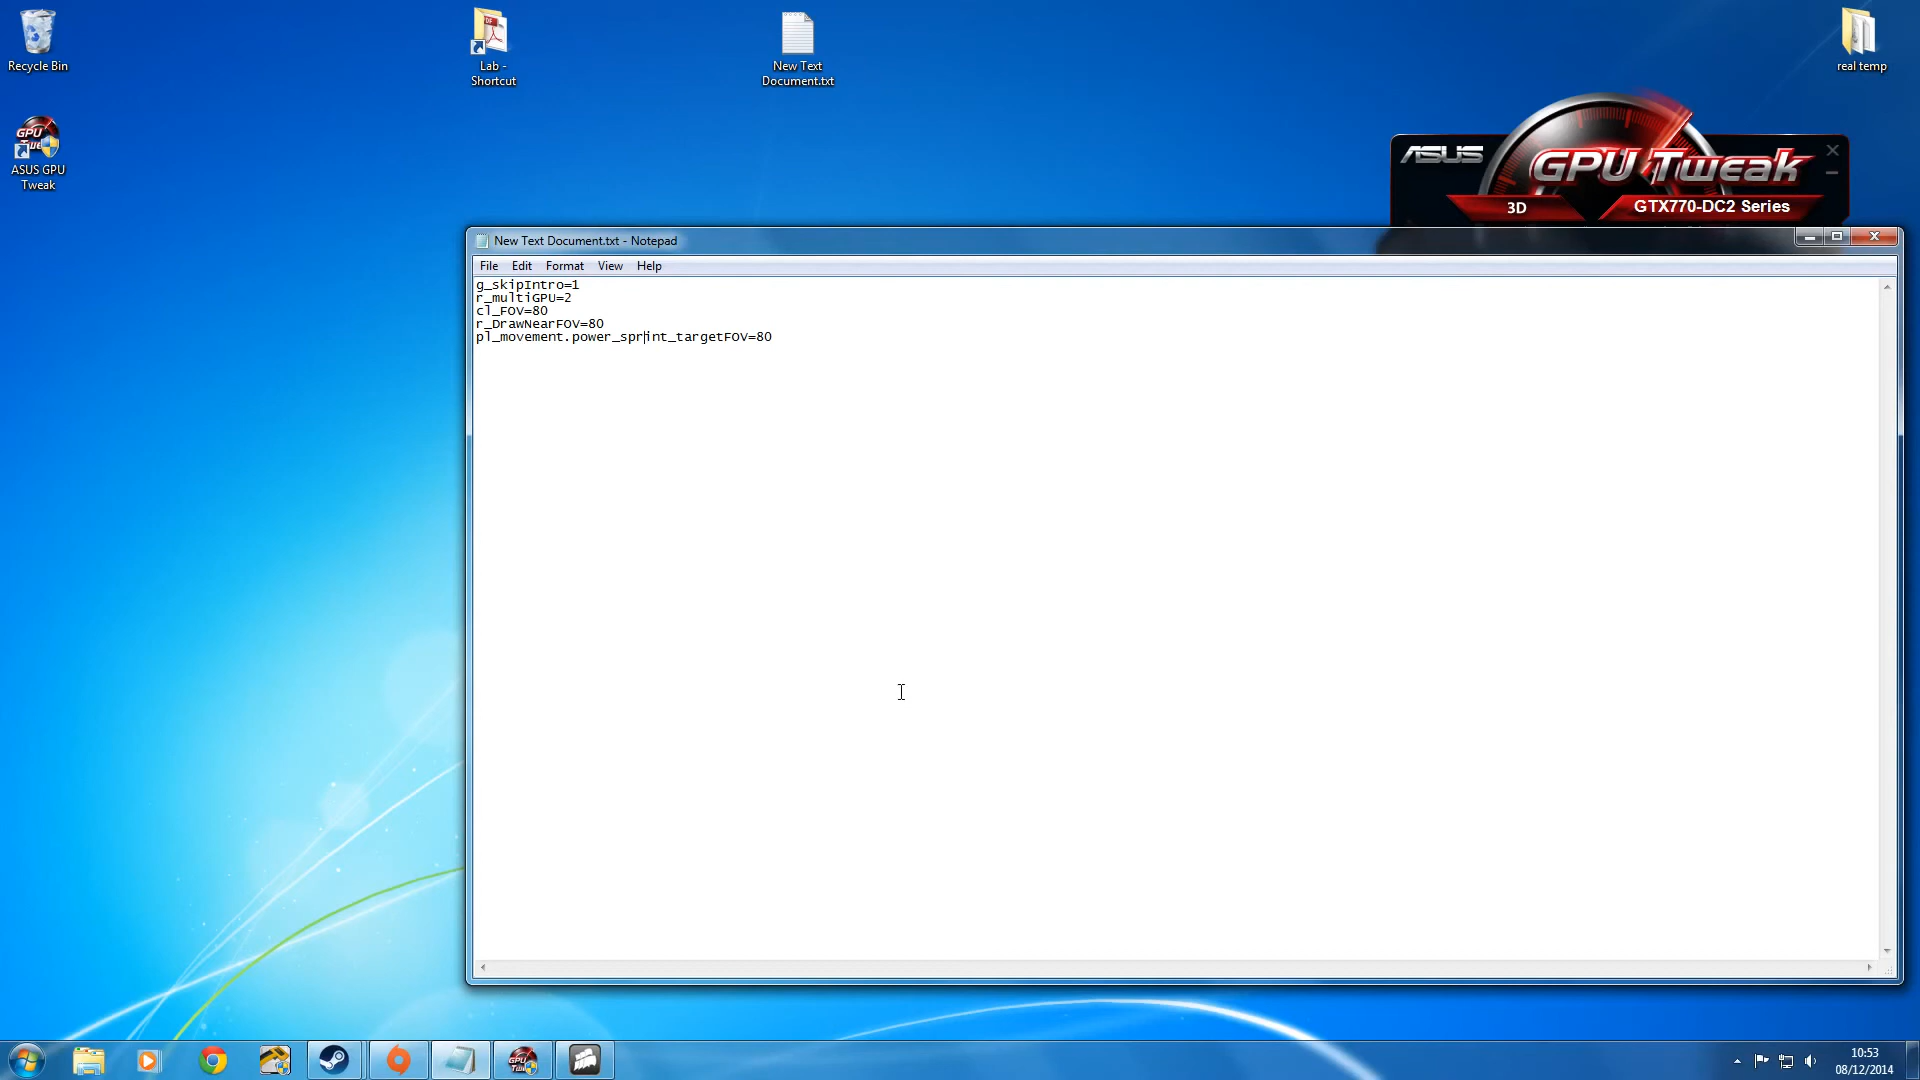 Recycle Bin
Lab -
Shortcut
New Text
Document.txt
real temp
GPU
ASUS GPU
Tweak
ASUS
GPU Tweak
3D
GTX770-DC2 Series
New Text Document.txt - Notepad
File Edit Format View Help
g_skipIntro=1
r_multiGPU=2
cl_FOV=80
r_DrawNearFOV=80
pl_movement.power_sprint_targetFOV=80
10:53
08/12/2014